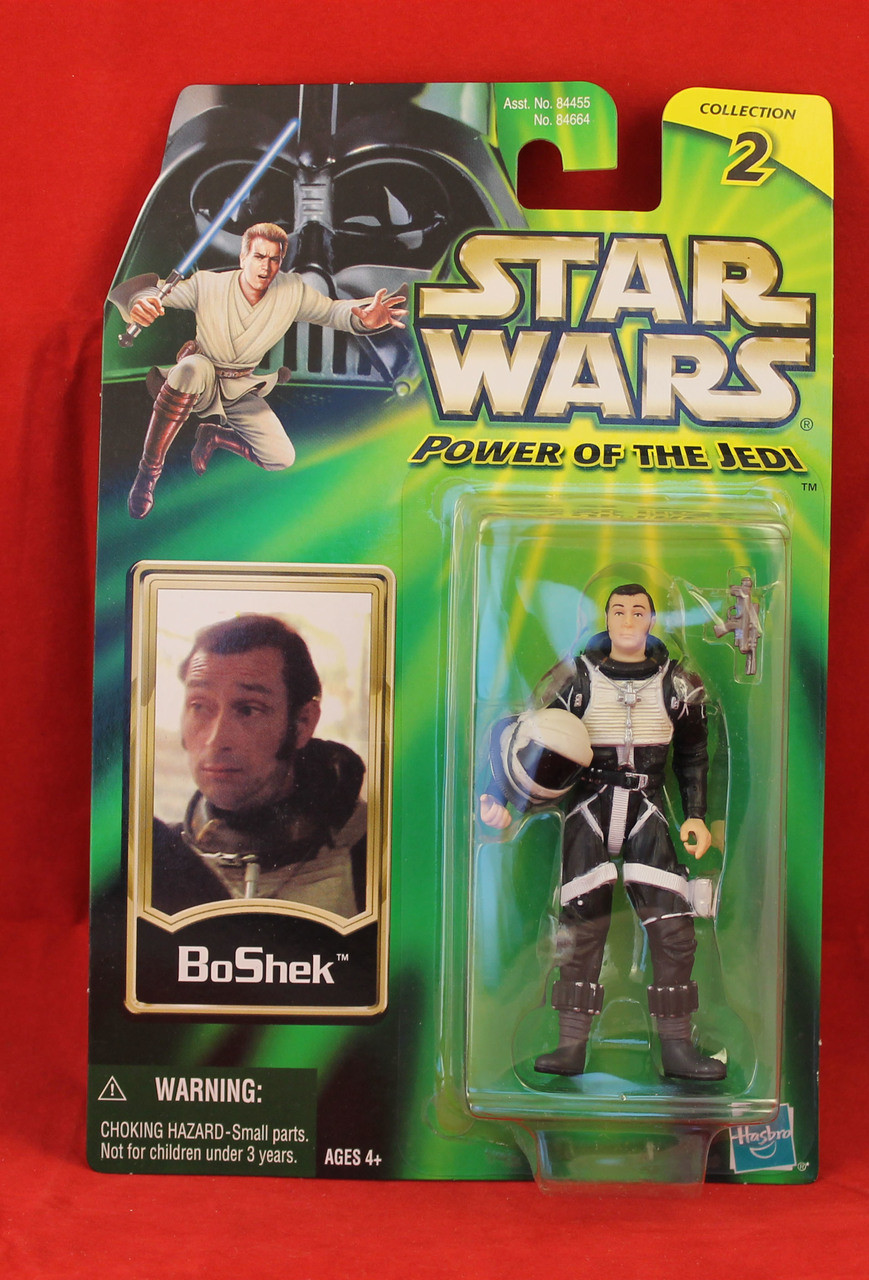 Asst. No. 84455
No. 84664
COLLECTION
2
STAR
WARS®
POWER OF THE JEDI
™
BoShek™
⚠ WARNING:
CHOKING HAZARD-Small parts.
Not for children under 3 years.
AGES 4+
Hasbro
®